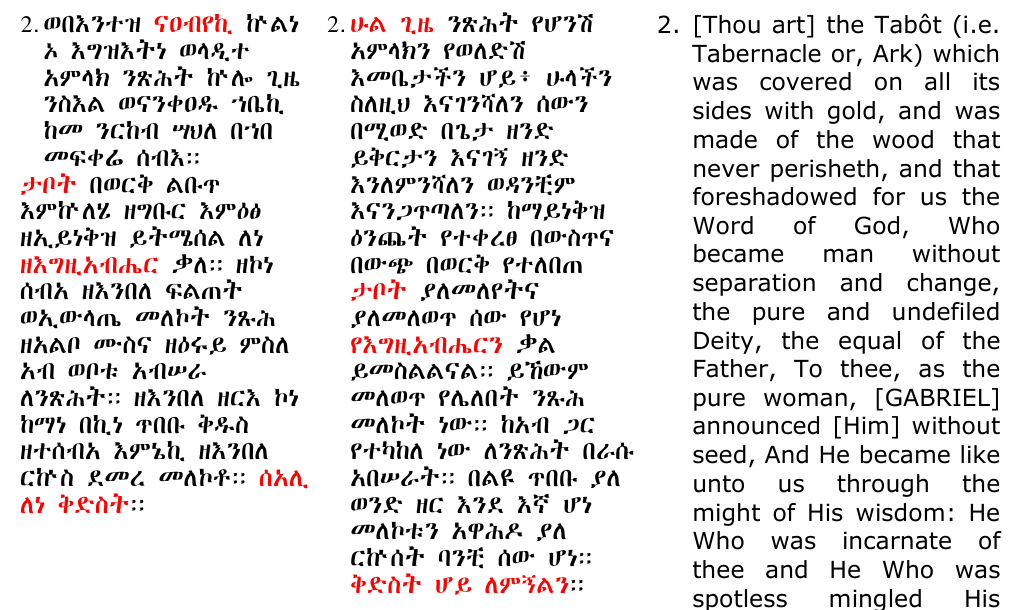 2. ወበእንተዝ ናዐብየኪ ኵልነ
ኦ እግዝእትነ ወላዲተ
አምላክ ንጽሕት ኵሎ ጊዜ
ንስእል ወናንቀዐዱ ኀቤኪ
ከመ ንርከብ ሣህለ በኀበ
መፍቀሬ ሰብእ።
ታቦት በወርቅ ልቡጥ
እምኵለሄ ዘግቡር እምዕፅ
ዘኢይነቅዝ ይትሜሰል ለነ
ዘእግዚአብሔር ቃለ። ዘኮነ
ሰብአ ዘእንበለ ፍልጠት
ወኢውላጤ መለኮት ንጹሕ
ዘአልቦ ሙስና ዘዕሩይ ምስለ
አብ ወቦቱ አብሠራ
ለንጽሕት። ዘእንበለ ዘርእ ኮነ
ከማነ በኪነ ጥበቡ ቅዱስ
ዘተሰብአ እምኔኪ ዘእንበለ
ርኵስ ደመረ መለኮቶ። ሰአሊ
ለነ ቅድስት።
2. ሁል ጊዜ ንጽሕት የሆንሽ
አምላክን የወለድሽ
እመቤታችን ሆይ፥ ሁላችን
ስለዚህ እናገንሻለን ሰውን
በሚወድ በጌታ ዘንድ
ይቅርታን እናገኝ ዘንድ
እንለምንሻለን ወዳንቺም
እናንጋጥጣለን። ከማይነቅዝ
ዕንጨት የተቀረፀ በውስጥና
በውጭ በወርቅ የተለበጠ
ታቦት ያለመለየትና
ያለመለወጥ ሰው የሆነ
የእግዚአብሔርን ቃል
ይመስልልናል። ይኸውም
መለወጥ የሌለበት ንጹሕ
መለኮት ነው። ከአብ ጋር
የተካከለ ነው ለንጽሕት በራሱ
አበሠራት። በልዩ ጥበቡ ያለ
ወንድ ዘር እንደ እኛ ሆነ
መለኮቱን አዋሕዶ ያለ
ርኵሰት ባንቺ ሰው ሆነ።
ቅድስት ሆይ ለምኝልን።
2. [Thou art] the Tabôt (i.e.
Tabernacle or, Ark) which
was covered on all its
sides with gold, and was
made of the wood that
never perisheth, and that
foreshadowed for us the
Word of God, Who
became man without
separation and change,
the pure and undefiled
Deity, the equal of the
Father, To thee, as the
pure woman, [GABRIEL]
announced [Him] without
seed, And He became like
unto us through the
might of His wisdom: He
Who was incarnate of
thee and He Who was
spotless mingled His